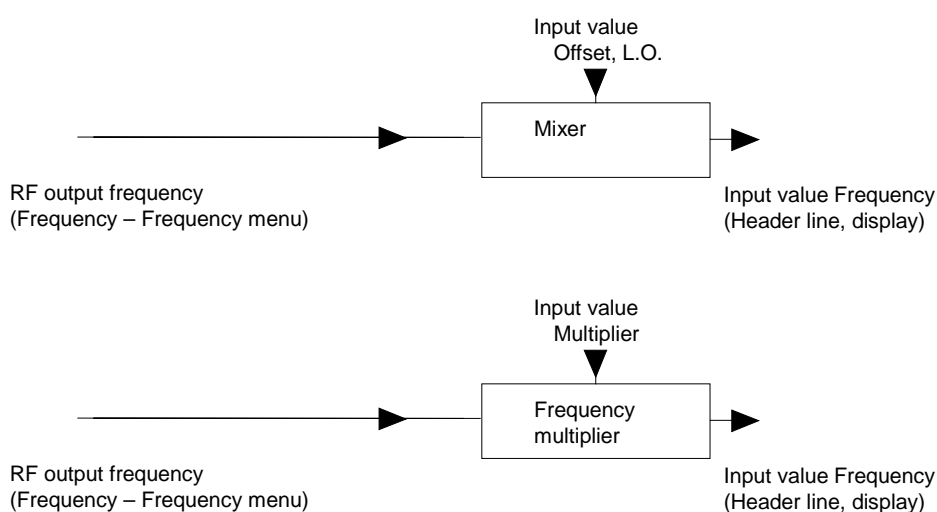 Input value
Offset, L.O.
Mixer
RF output frequency
(Frequency – Frequency menu)
Input value Frequency
(Header line, display)
Input value
Multiplier
Frequency
multiplier
RF output frequency
(Frequency – Frequency menu)
Input value Frequency
(Header line, display)